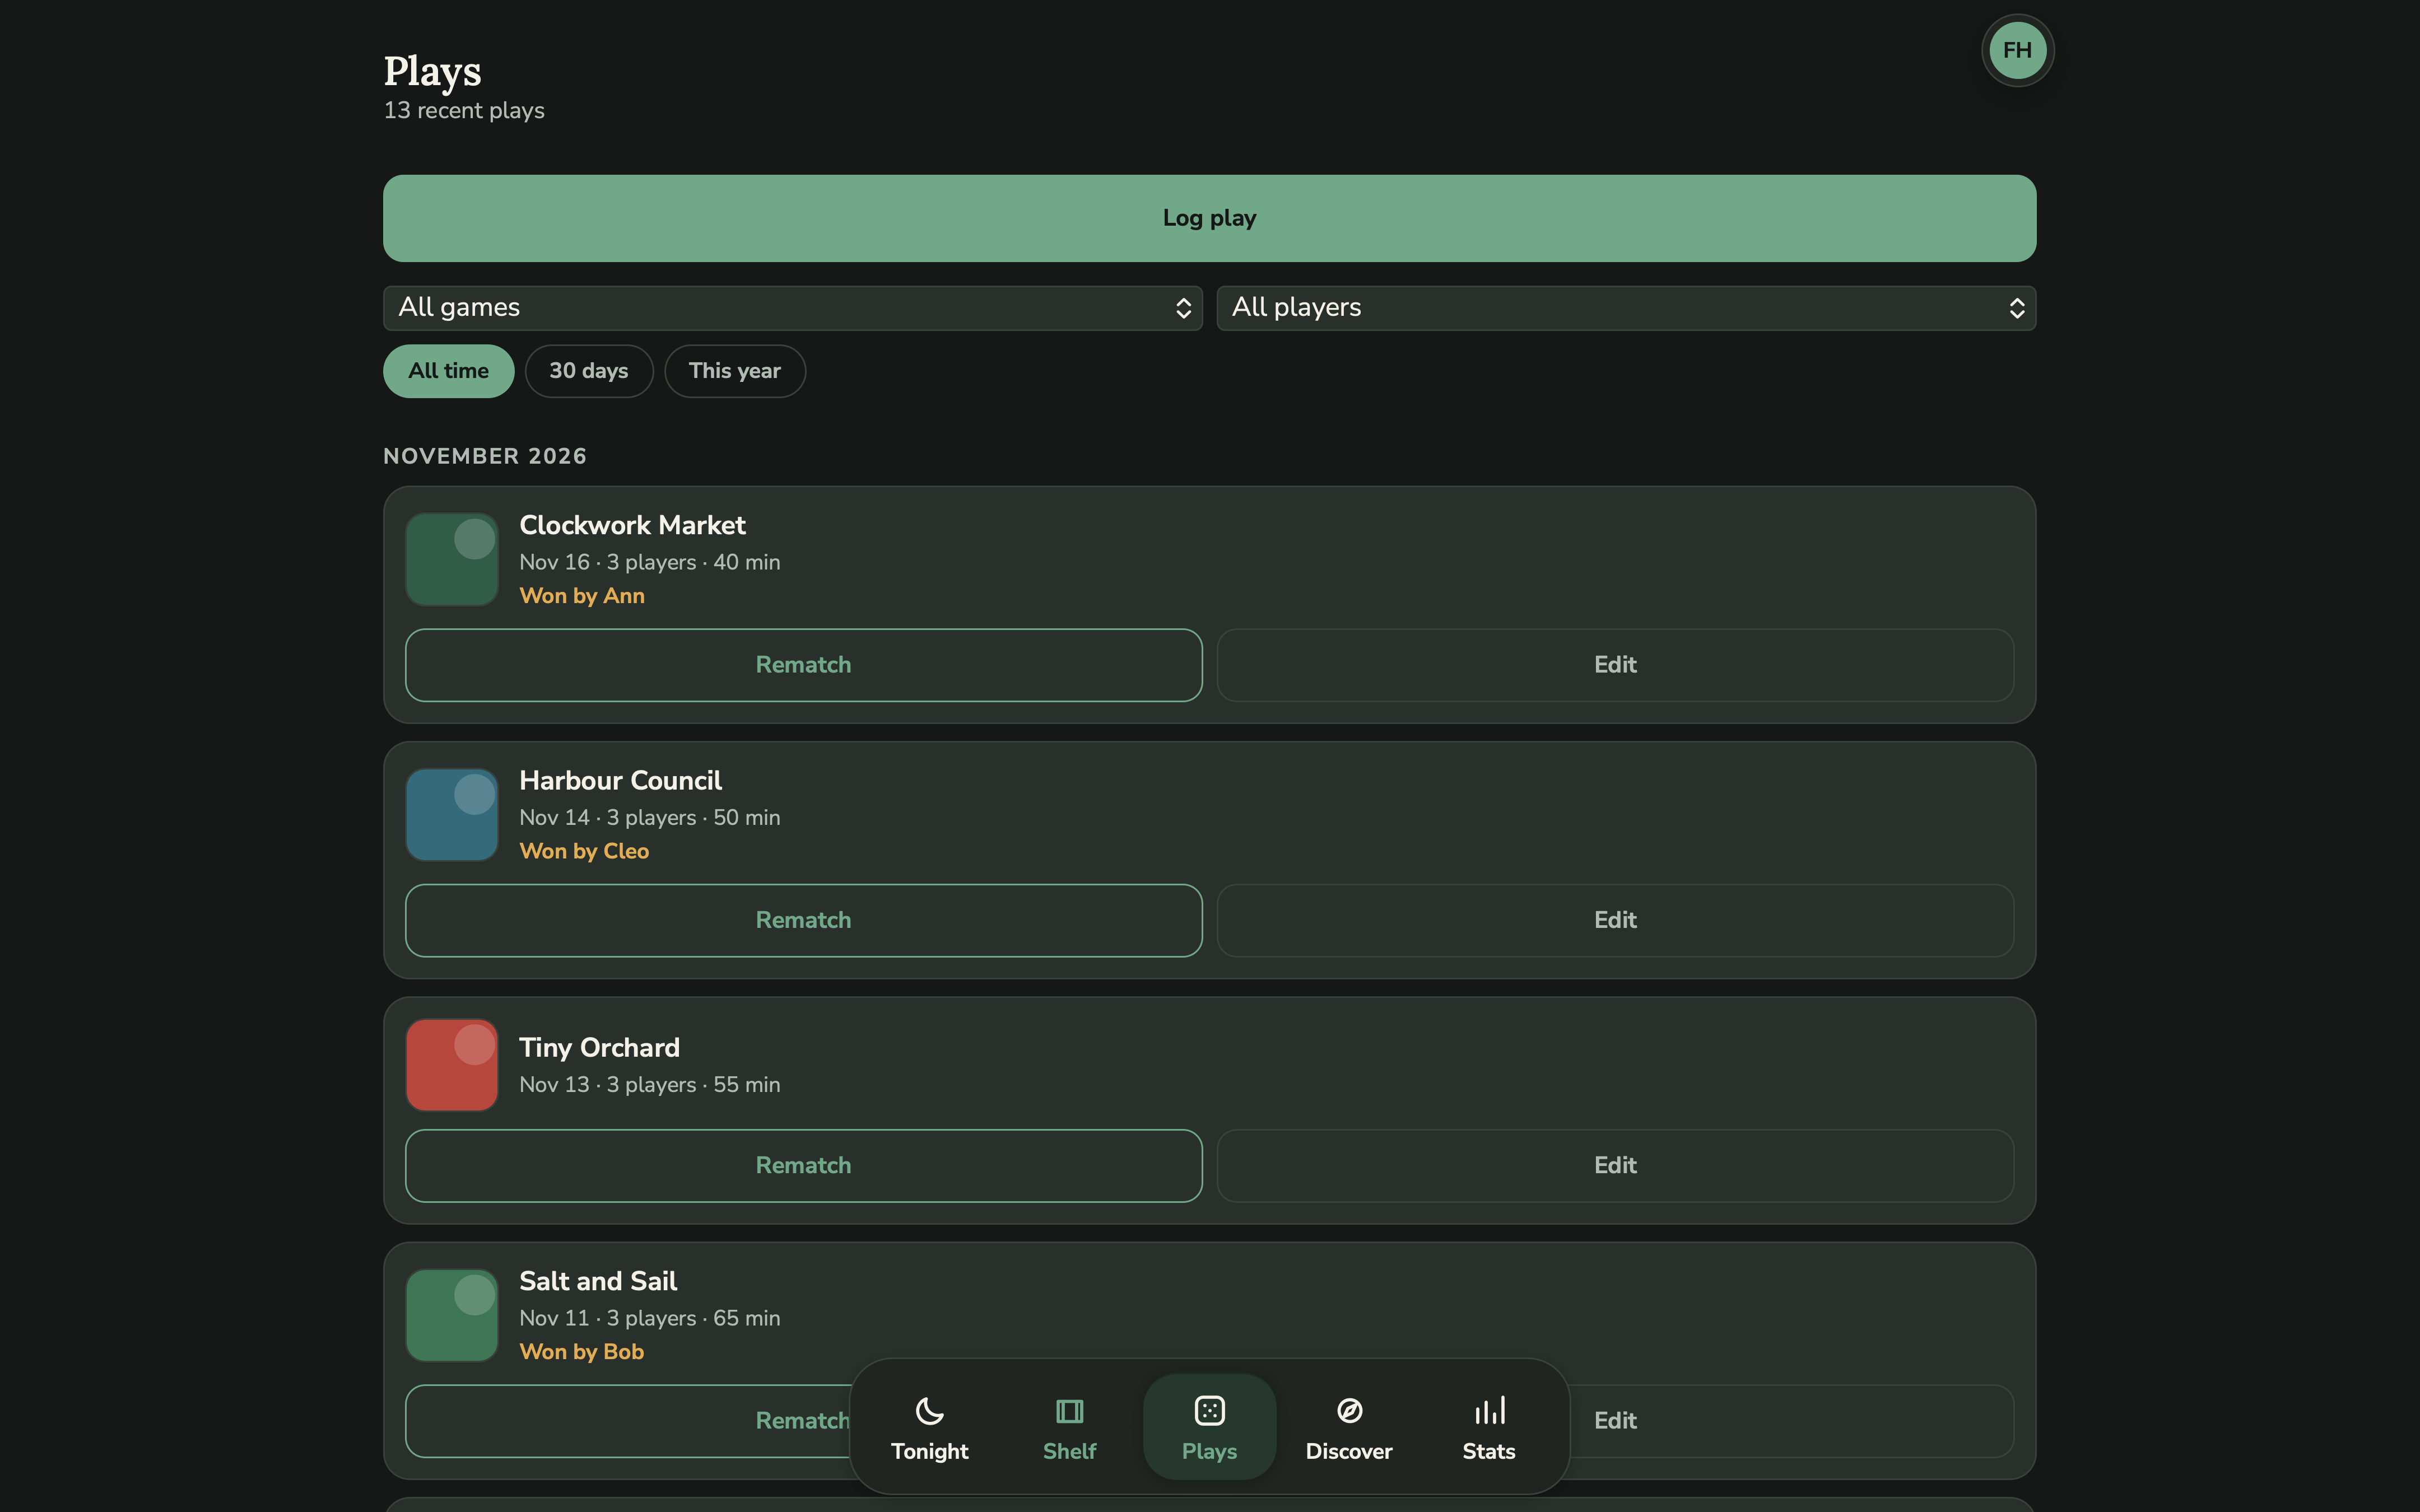 Plays
13 recent plays
FH
Log play
All games
All players
All time
30 days
This year
NOVEMBER 2026
Clockwork Market
Nov 16 · 3 players · 40 min
Won by Ann
Rematch
Edit
Harbour Council
Nov 14 · 3 players · 50 min
Won by Cleo
Rematch
Edit
Tiny Orchard
Nov 13 · 3 players · 55 min
Rematch
Edit
Salt and Sail
Nov 11 · 3 players · 65 min
Won by Bob
Rematch
Edit
Tonight
Shelf
Plays
Discover
Stats